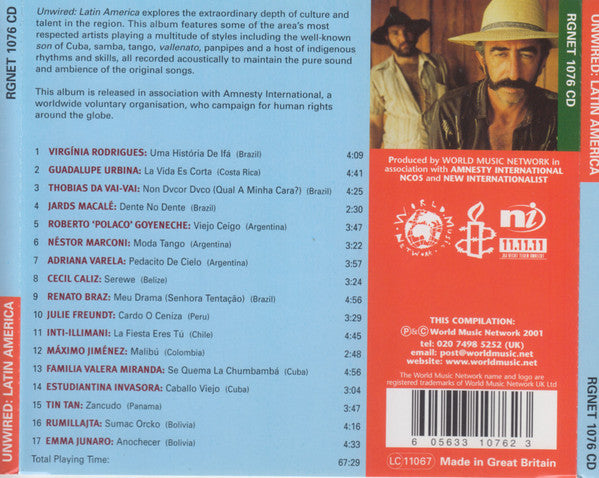 RGNET 1076 CD
UNWIRED: LATIN AMERICA
Unwired: Latin America explores the extraordinary depth of culture and
talent in the region. This album features some of the area's most
respected artists playing a multitude of styles including the well-known
son of Cuba, samba, tango, vallenato, panpipes and a host of indigenous
rhythms and skills, all recorded acoustically to maintain the pure sound
and ambience of the original songs.
This album is released in association with Amnesty International, a
worldwide voluntary organisation, who campaign for human rights
around the globe.
1 VIRGÍNIA RODRIGUES: Uma História De Ifá (Brazil) 4:09
2 GUADALUPE URBINA: La Vida Es Corta (Costa Rica) 4:41
3 THOBIAS DA VAI-VAI: Non Dvcor Dvco (Qual A Minha Cara?) (Brazil) 4:25
4 JARDS MACALÉ: Dente No Dente (Brazil) 2:30
5 ROBERTO 'POLACO' GOYENECHE: Viejo Ceigo (Argentina) 3:22
6 NÉSTOR MARCONI: Moda Tango (Argentina) 3:22
7 ADRIANA VARELA: Pedacito De Cielo (Argentina) 3:57
8 CECIL CALIZ: Serewe (Belize) 3:24
9 RENATO BRAZ: Meu Drama (Senhora Tentação) (Brazil) 4:56
10 JULIE FREUNDT: Cardo O Ceniza (Peru) 3:29
11 INTI-ILLIMANI: La Fiesta Eres Tú (Chile) 4:45
12 MÁXIMO JIMÉNEZ: Malibú (Colombia) 2:48
13 FAMILIA VALERA MIRANDA: Se Quema La Chumbambá (Cuba) 4:56
14 ESTUDIANTINA INVASORA: Caballo Viejo (Cuba) 3:04
15 TIN TAN: Zancudo (Panama) 3:47
16 RUMILLAJTA: Sumac Orcko (Bolivia) 4:16
17 EMMA JUNARO: Anochecer (Bolivia) 4:33
Total Playing Time: 67:29
RGNET 1076 CD
Produced by WORLD MUSIC NETWORK in
association with AMNESTY INTERNATIONAL
NCOS and NEW INTERNATIONALIST
WORLD MUSIC NETWORK
ni
11.11.11
THIS COMPILATION:
℗&© World Music Network 2001
tel: 020 7498 5252 (UK)
email: post@worldmusic.net
website: www.worldmusic.net
The World Music Network name and logo are
registered trademarks of World Music Network UK Ltd
6 05633 10762 3
LC 11067 Made in Great Britain
UNWIRED: LATIN AMERICA
RGNET 1076 CD